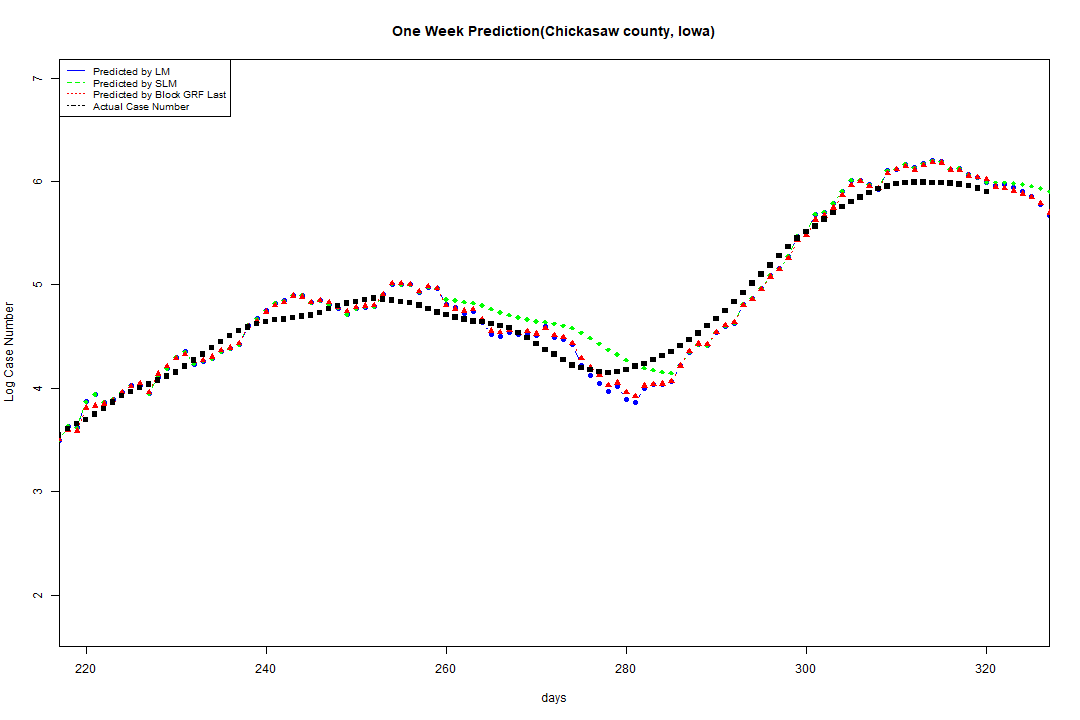 One Week Prediction(Chickasaw county, Iowa)
Predicted by LM
Predicted by SLM
Predicted by Block GRF Last
Actual Case Number
7
6
5
4
3
2
Log Case Number
220 240 260 280 300 320
days